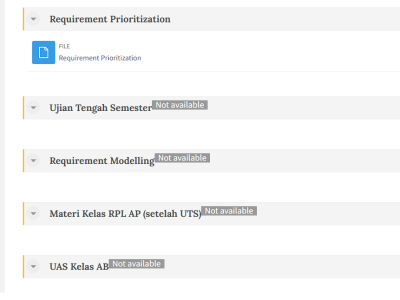 Requirement Prioritization
FILE
Requirement Prioritization
Ujian Tengah Semester Not available
Requirement Modelling Not available
Materi Kelas RPL AP (setelah UTS) Not available
UAS Kelas AB Not available